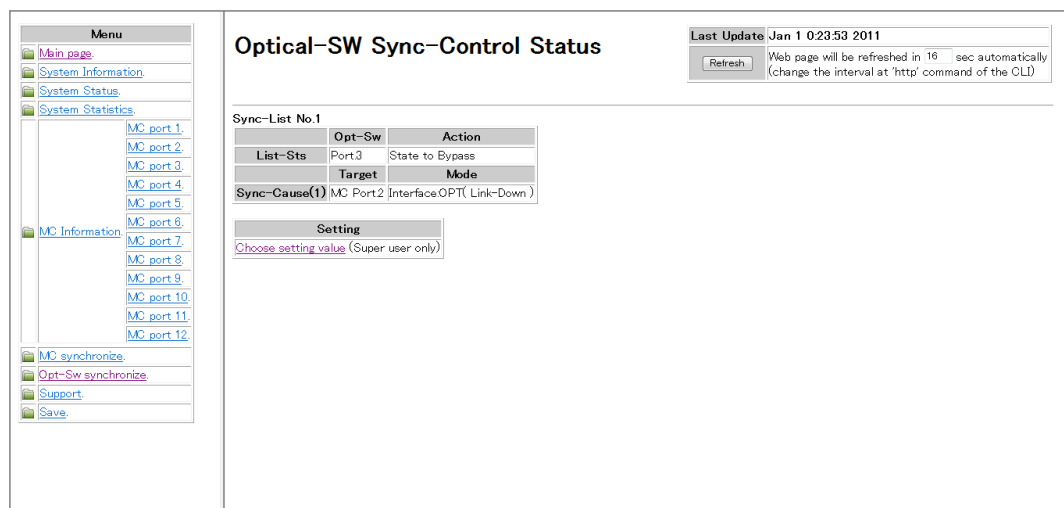 Menu
Main page.
System Information.
System Status.
System Statistics.
MC Information.
MC port 1.
MC port 2.
MC port 3.
MC port 4.
MC port 5.
MC port 6.
MC port 7.
MC port 8.
MC port 9.
MC port 10.
MC port 11.
MC port 12.
MC synchronize.
Opt-Sw synchronize.
Support.
Save.
Optical-SW Sync-Control Status
Last Update Jan 1 0:23:53 2011
Refresh
Web page will be refreshed in 16 sec automatically
(change the interval at 'http' command of the CLI)
Sync-List No.1
Opt-Sw Action
List-Sts Port.3 State to Bypass
Target Mode
Sync-Cause(1) MC Port.2 Interface.OPT( Link-Down )
Setting
Choose setting value (Super user only)